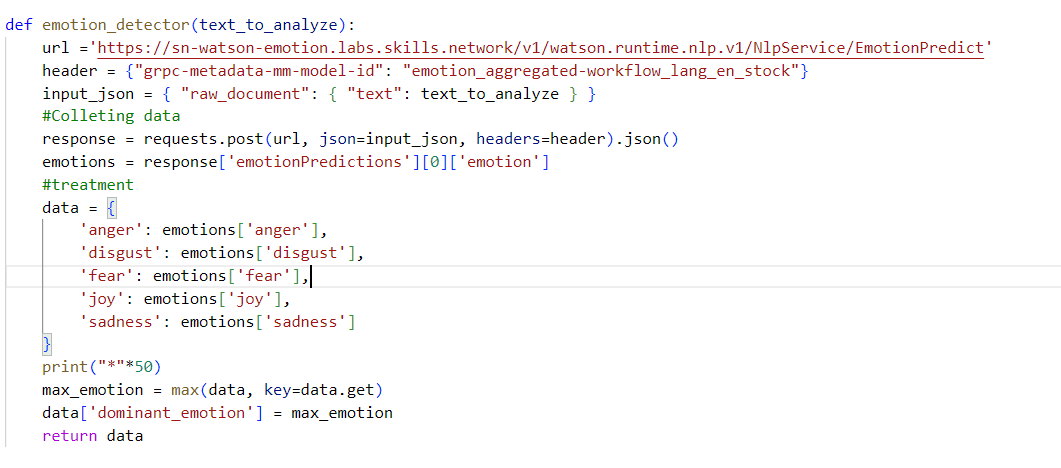 def emotion_detector(text_to_analyze):
    url ='https://sn-watson-emotion.labs.skills.network/v1/watson.runtime.nlp.v1/NlpService/EmotionPredict'
    header = {"grpc-metadata-mm-model-id": "emotion_aggregated-workflow_lang_en_stock"}
    input_json = { "raw_document": { "text": text_to_analyze } }
    #Colleting data
    response = requests.post(url, json=input_json, headers=header).json()
    emotions = response['emotionPredictions'][0]['emotion']
    #treatment
    data = {
        'anger': emotions['anger'],
        'disgust': emotions['disgust'],
        'fear': emotions['fear'],
        'joy': emotions['joy'],
        'sadness': emotions['sadness']
    }
    print("*"*50)
    max_emotion = max(data, key=data.get)
    data['dominant_emotion'] = max_emotion
    return data